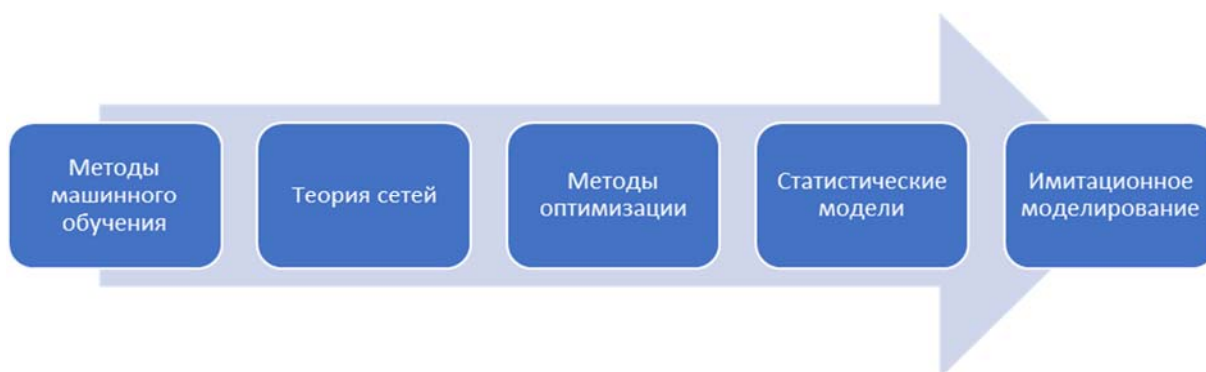 Методы
машинного
обучения
Теория сетей
Методы
оптимизации
Статистические
модели
Имитационное
моделирование